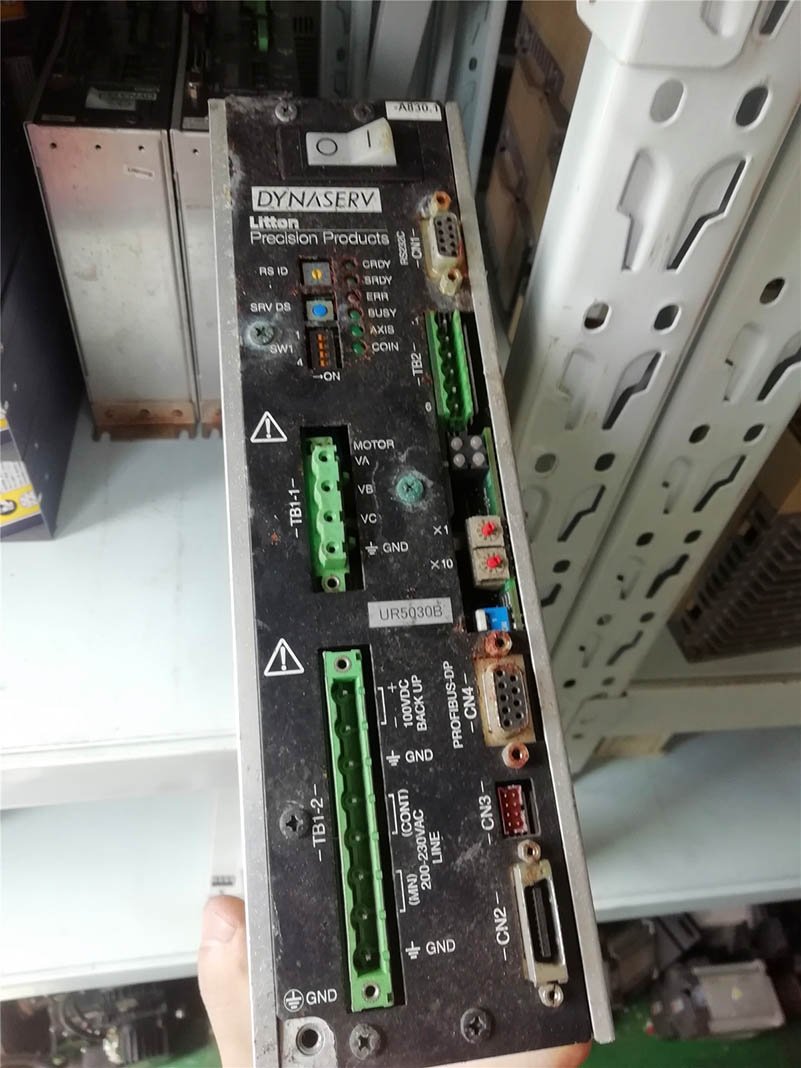 -A830.1
O I
DYNASERV
Litton
Precision Products
RS232C
-CN1-
RS ID
CRDY
SRDY
ERR
SRV DS
BUSY
1
AXIS
SW1
COIN
4
→ON
-TB2-
6
MOTOR
VA
-TB1-1-
VB
VC
GND
X1
X10
UR5030B
+
-
100VDC
BACK UP
GND
PROFIBUS-DP
-CN4-
-TB1-2-
(CONT)
200-230VAC
LINE
(MN)
-CN3-
-CN2-
GND
GND